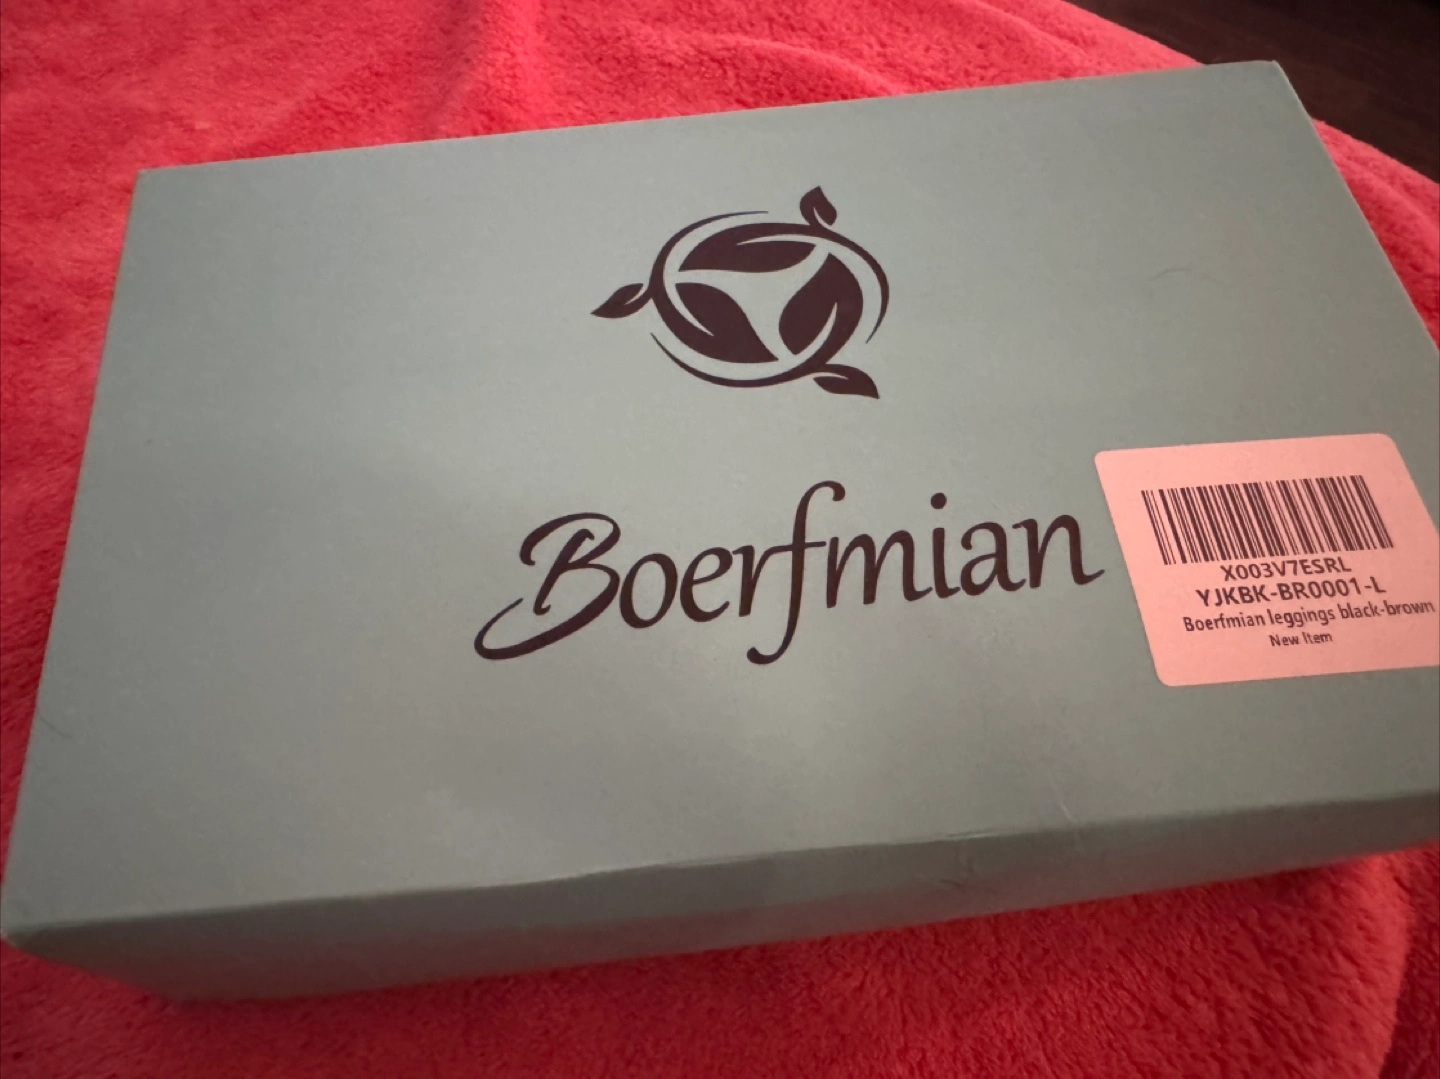 Boerfmian
X003V7ESRL
YJKBK-BR0001-L
Boerfmian leggings black-brown
New Item